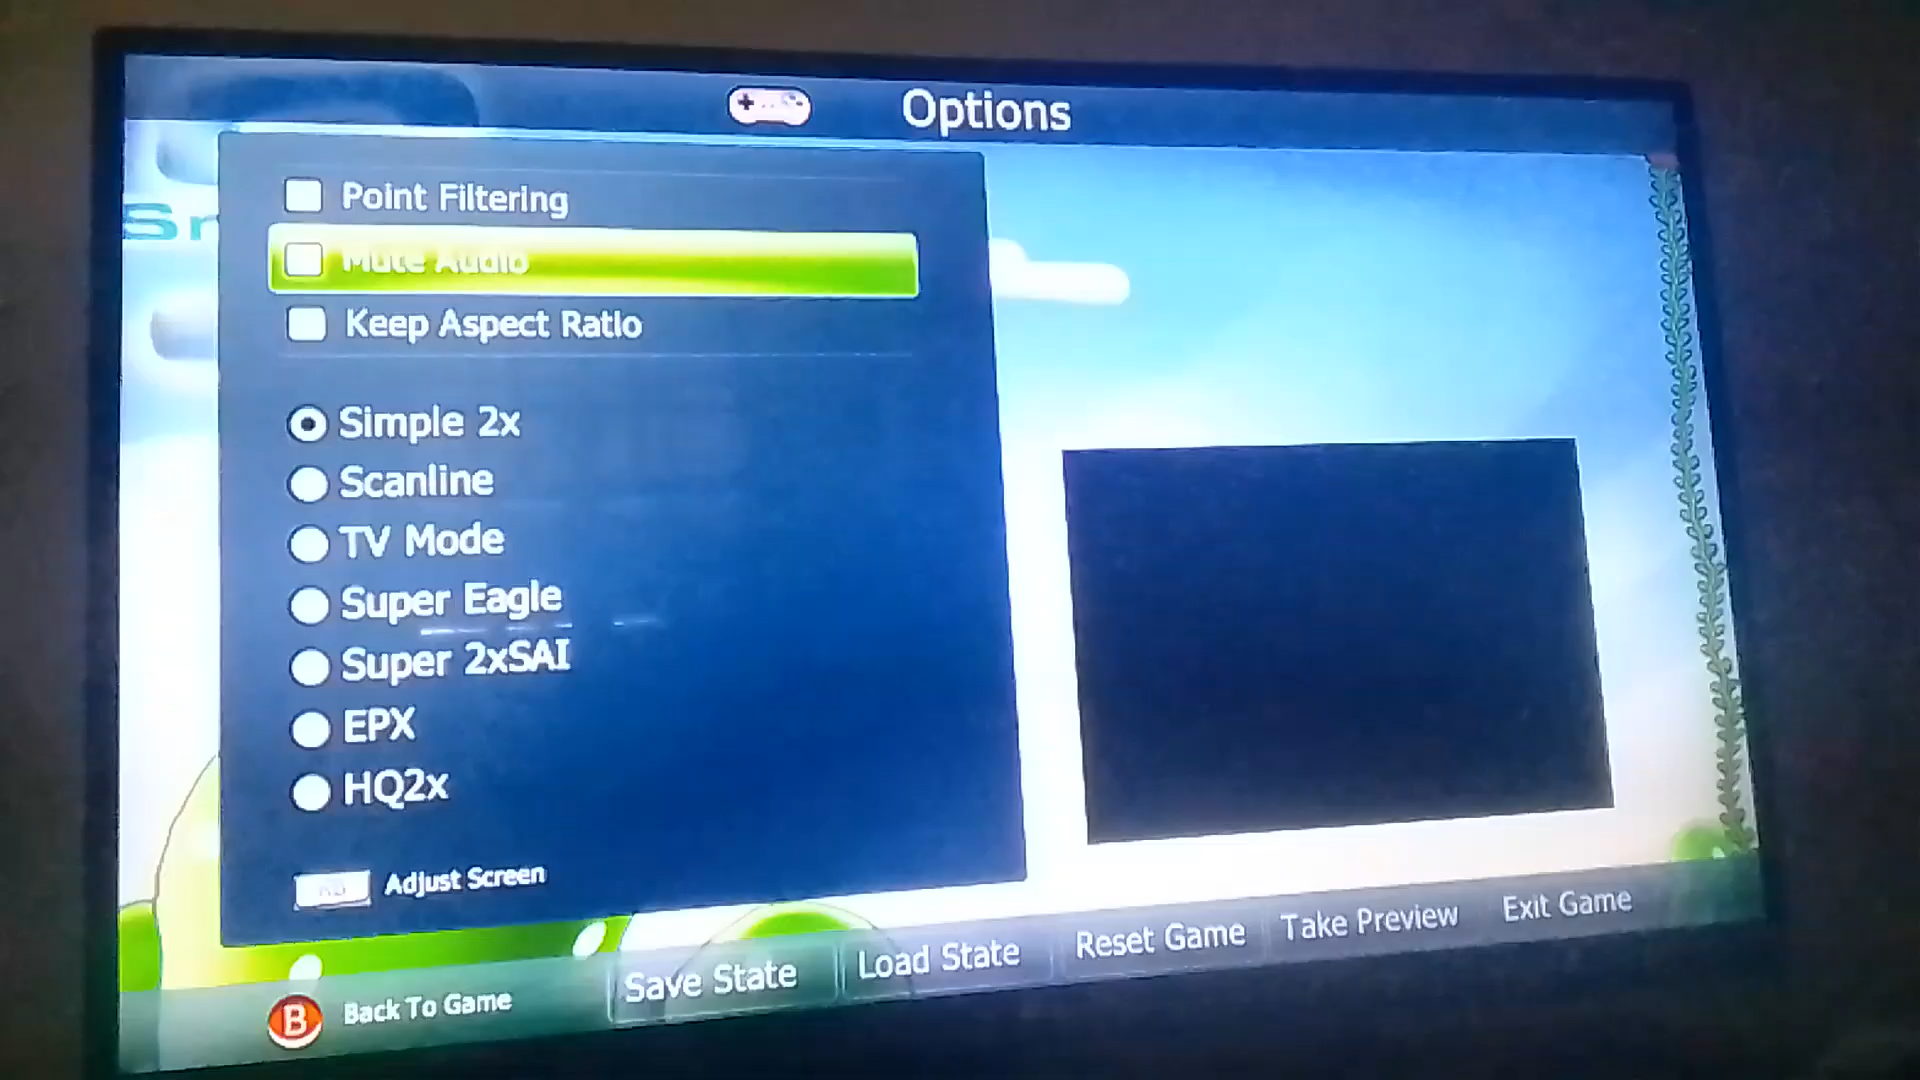 Options
Point Filtering
Mute Audio
Keep Aspect Ratio
Simple 2x
Scanline
TV Mode
Super Eagle
Super 2xSAI
EPX
HQ2x
Adjust Screen
B Back To Game
Save State
Load State
Reset Game
Take Preview
Exit Game